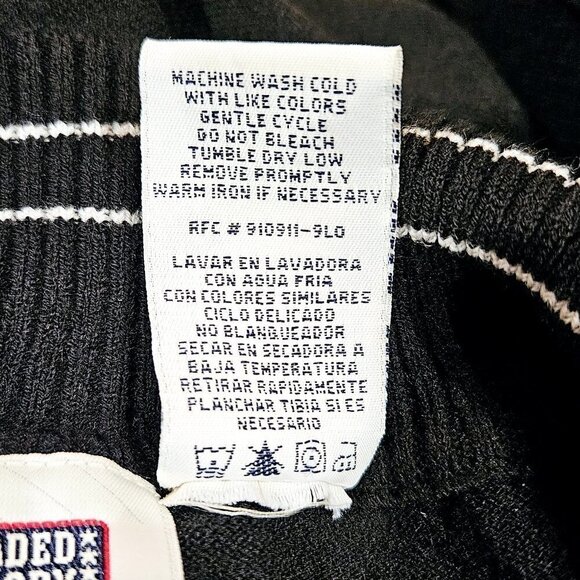 MACHINE WASH COLD
WITH LIKE COLORS
GENTLE CYCLE
DO NOT BLEACH
TUMBLE DRY LOW
REMOVE PROMPTLY
WARM IRON IF NECESSARY
RFC # 910911-9L0
LAVAR EN LAVADORA
CON AGUA FRIA
CON COLORES SIMILARES
CICLO DELICADO
NO BLANQUEADOR
SECAR EN SECADORA A
BAJA TEMPERATURA
RETIRAR RAPIDAMENTE
PLANCHAR TIBIA SI ES
NECESARIO